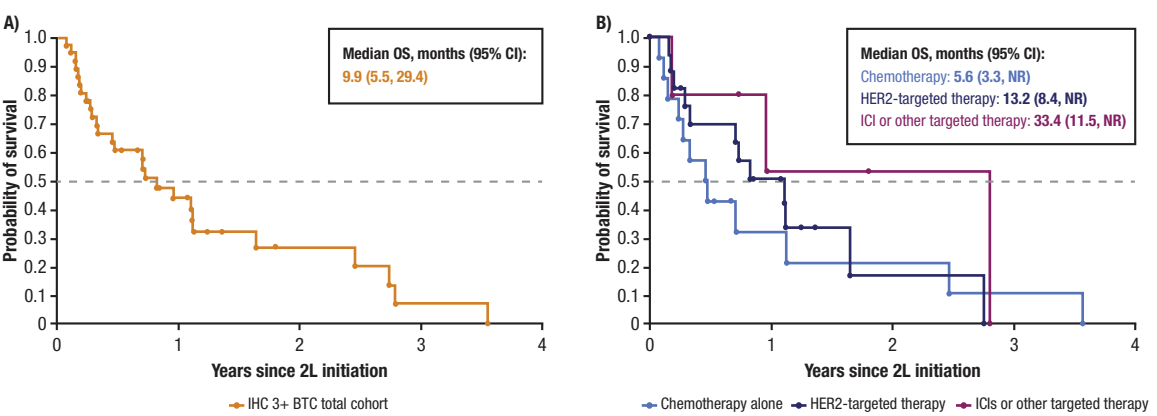 A)
1.0
0.9
0.8
0.7
0.6
0.5
0.4
0.3
0.2
0.1
0
Probability of survival
Median OS, months (95% CI):
9.9 (5.5, 29.4)
0 1 2 3 4
Years since 2L initiation
IHC 3+ BTC total cohort
B)
1.0
0.9
0.8
0.7
0.6
0.5
0.4
0.3
0.2
0.1
0
Probability of survival
Median OS, months (95% CI):
Chemotherapy: 5.6 (3.3, NR)
HER2-targeted therapy: 13.2 (8.4, NR)
ICI or other targeted therapy: 33.4 (11.5, NR)
0 1 2 3 4
Years since 2L initiation
Chemotherapy alone HER2-targeted therapy ICIs or other targeted therapy